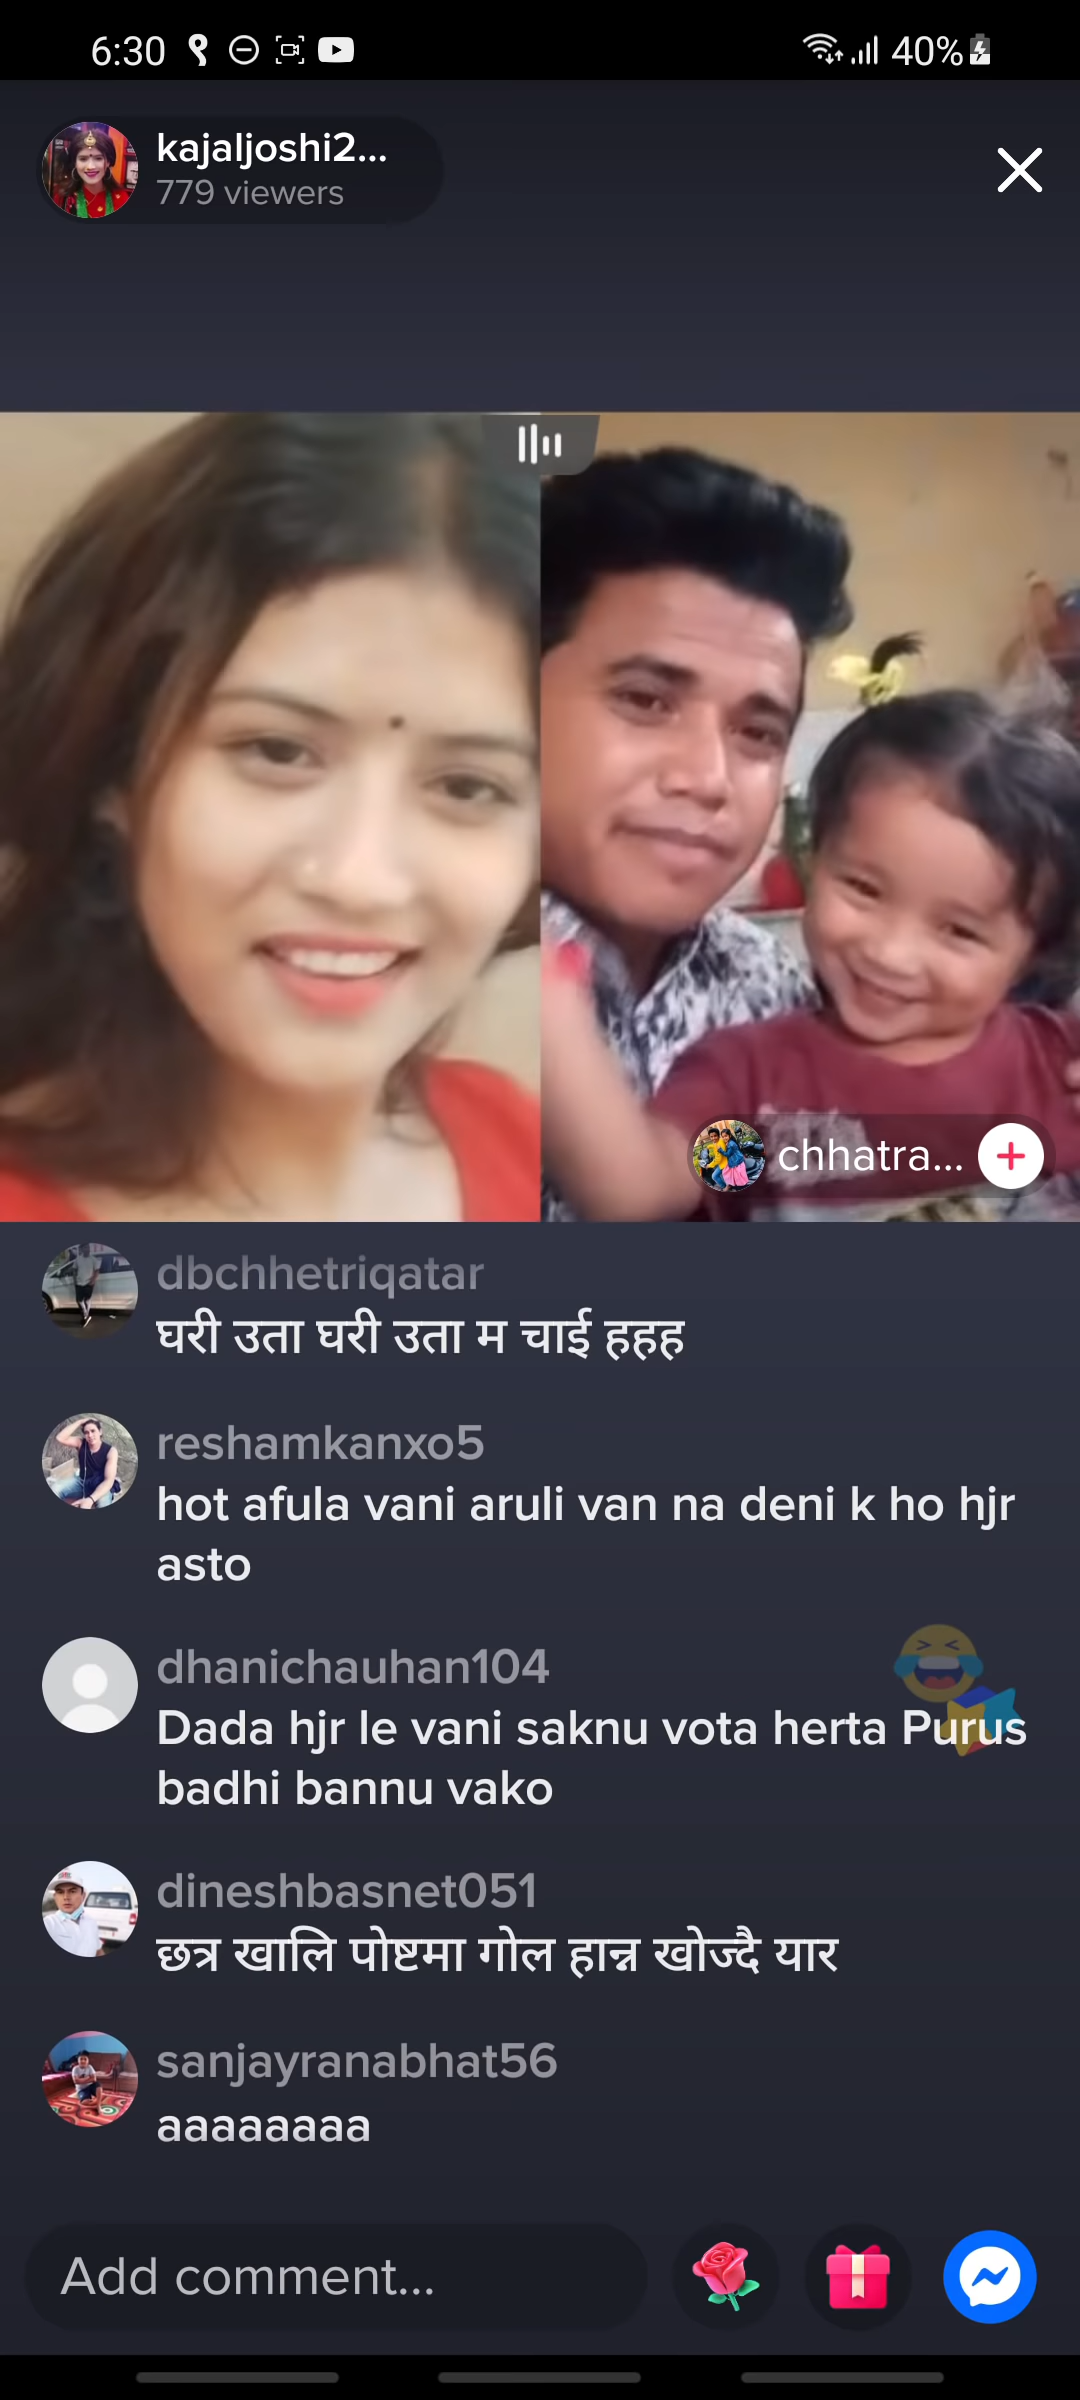 6:30
40%
kajaljoshi2...
779 viewers
chhatra...
dbchhetriqatar
घरी उता घरी उता म चाई हहह
reshamkanxo5
hot afula vani aruli van na deni k ho hjr
asto
dhanichauhan104
Dada hjr le vani saknu vota herta Purus
badhi bannu vako
dineshbasnet051
छत्र खालि पोष्टमा गोल हान्न खोज्दै यार
sanjayranabhat56
aaaaaaaa
Add comment...